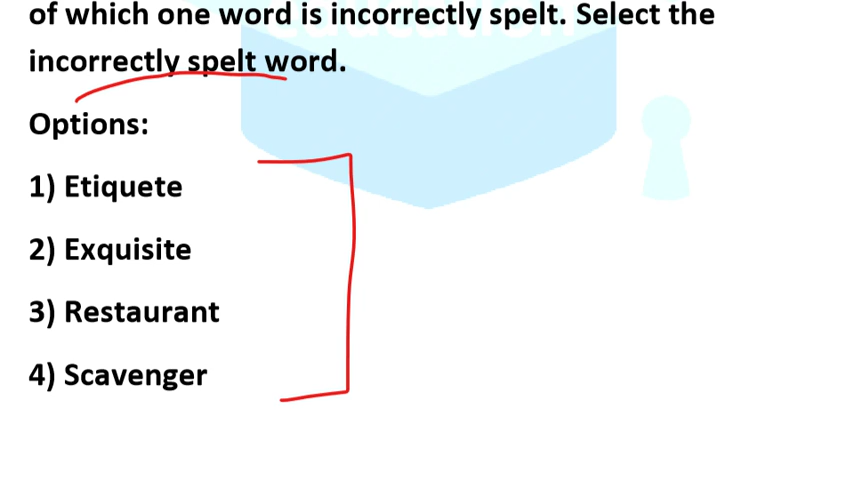 of which one word is incorrectly spelt. Select the
incorrectly spelt word.
Options:
1) Etiquete
2) Exquisite
3) Restaurant
4) Scavenger